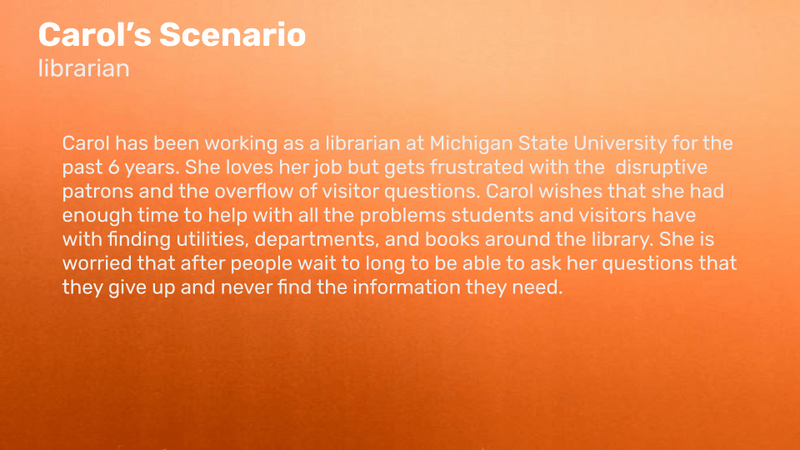 Carol’s Scenario
librarian
Carol has been working as a librarian at Michigan State University for the
past 6 years. She loves her job but gets frustrated with the  disruptive
patrons and the overflow of visitor questions. Carol wishes that she had
enough time to help with all the problems students and visitors have
with finding utilities, departments, and books around the library. She is
worried that after people wait to long to be able to ask her questions that
they give up and never find the information they need.